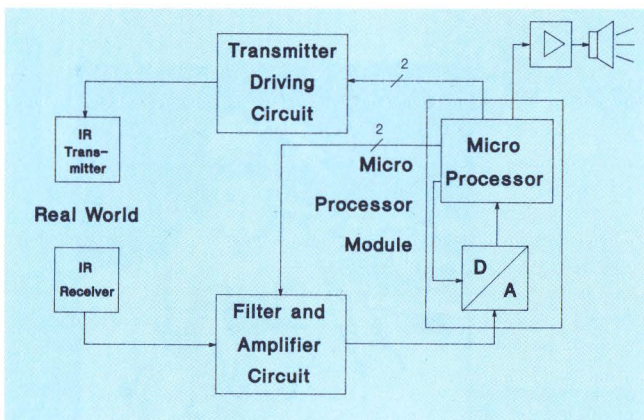 Transmitter
Driving
Circuit
2
IR
Trans-
mitter
2
Micro
Processor
Micro
Processor
Module
Real World
IR
Receiver
D
A
Filter and
Amplifier
Circuit